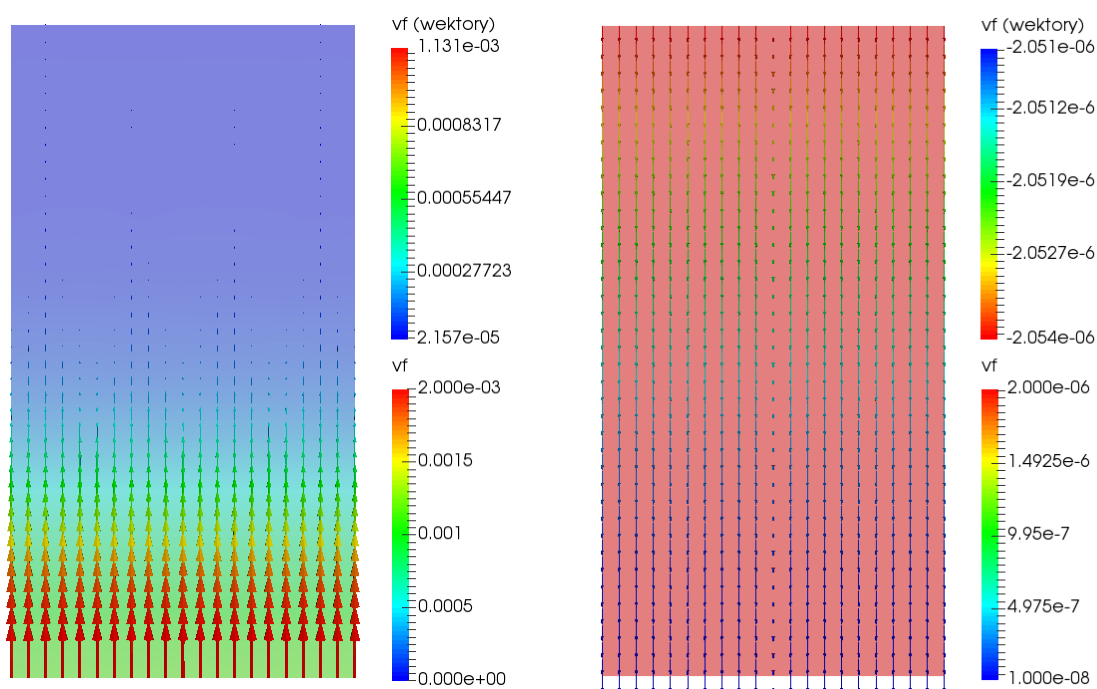 vf (wektory)
1.131e-03
0.0008317
0.00055447
0.00027723
2.157e-05
vf
2.000e-03
0.0015
0.001
0.0005
0.000e+00
vf (wektory)
-2.051e-06
-2.0512e-6
-2.0519e-6
-2.0527e-6
-2.054e-06
vf
2.000e-06
1.4925e-6
9.95e-7
4.975e-7
1.000e-08